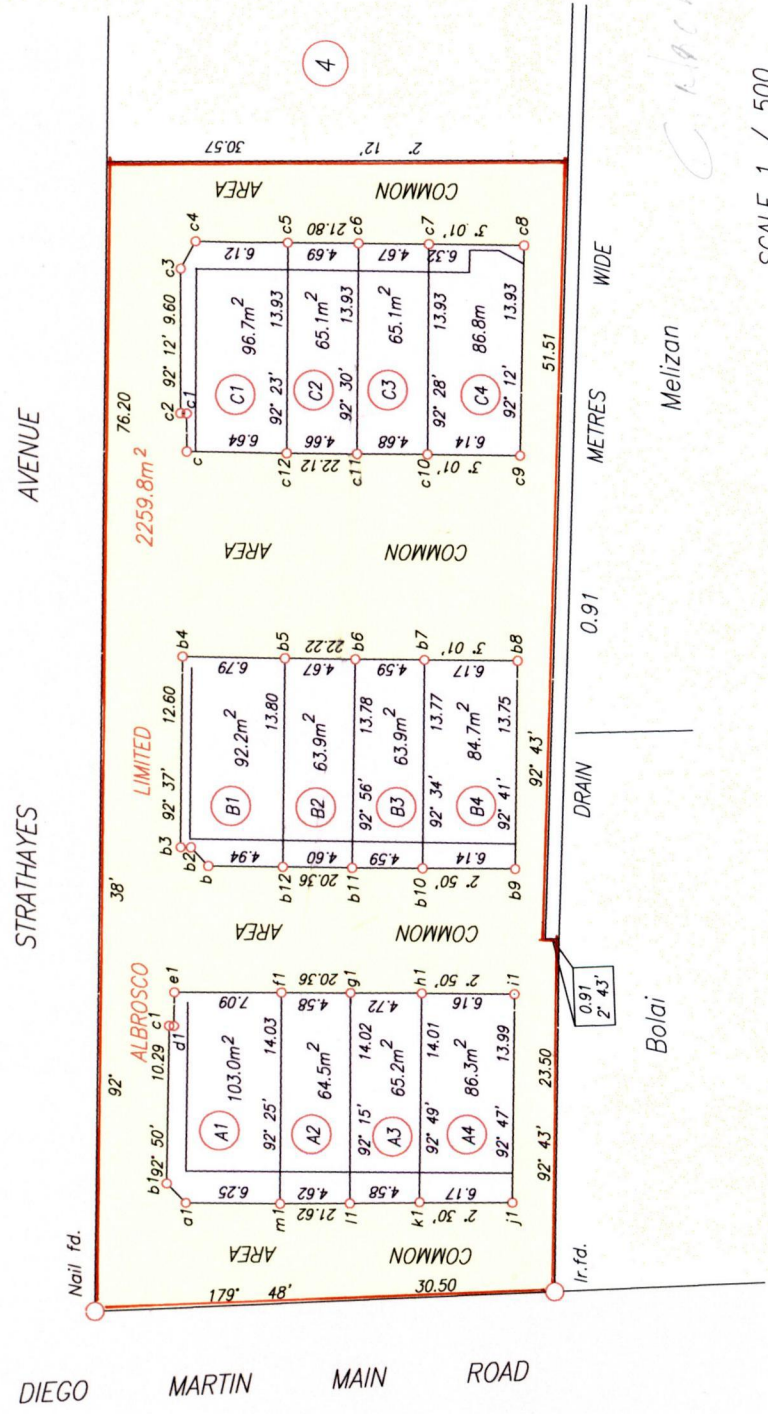 STRATHAYES AVENUE
Nail fd.
92° 38' 76.20
ALBROSCO LIMITED 2259.8m²
DIEGO MARTIN MAIN ROAD
179° 48' 30.50
Ir.fd.
COMMON AREA
a1 b1 92° 50' 10.29 c1 d1 e1
6.25 A1 103.0m² 7.09
m1 92° 25' 14.03 f1
4.62 A2 64.5m² 4.58
21.62 20.36
l1 92° 15' 14.02 g1
4.58 A3 65.2m² 4.72
k1 92° 49' 14.01 h1
2° 30' 2° 50'
6.17 A4 86.3m² 6.16
j1 92° 47' 13.99 i1
92° 43' 23.50
COMMON AREA
b b2 b3 92° 37' 12.60 b4
4.94 B1 92.2m² 6.79
b12 13.80 b5
4.60 B2 63.9m² 4.67
20.36 22.22
b11 92° 56' 13.78 b6
4.59 B3 63.9m² 4.59
b10 92° 34' 13.77 b7
2° 50' 3° 01'
6.14 B4 84.7m² 6.17
b9 92° 41' 13.75 b8
COMMON AREA
c c1 c2 92° 12' 9.60 c3 c4
6.64 C1 96.7m² 6.12
c12 92° 23' 13.93 c5
4.66 C2 65.1m² 4.69
22.12 21.80
c11 92° 30' 13.93 c6
4.68 C3 65.1m² 4.67
c10 92° 28' 13.93 c7
3° 01' 3° 01'
6.14 C4 86.8m 6.32
c9 92° 12' 13.93 c8
COMMON AREA
2° 12' 30.57
4
92° 43' 51.51
0.91
2° 43'
DRAIN 0.91 METRES WIDE
Bolai
Melizan
SCALE 1 / 500